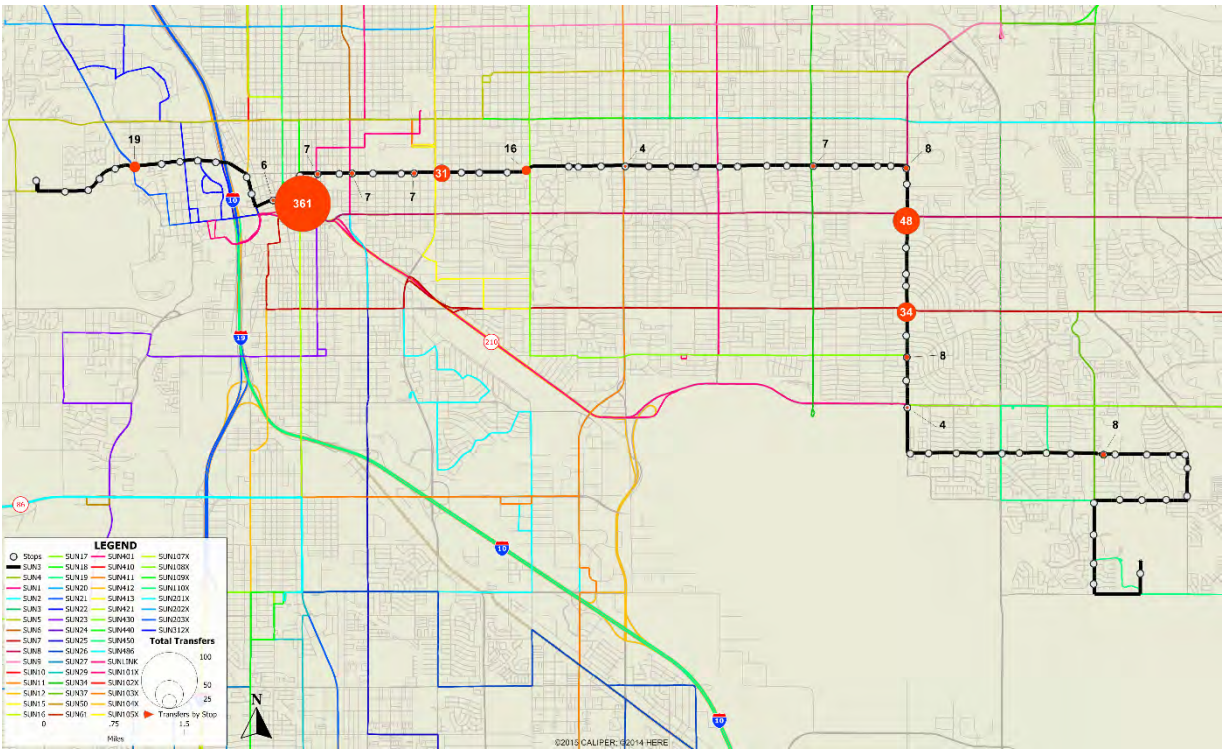 10
19
6
7
361
7
7
31
16
4
7
8
48
34
8
4
8
210
19
86
10
10
LEGEND
Stops SUN17 SUN401 SUN107X
SUN3 SUN18 SUN410 SUN108X
SUN4 SUN19 SUN411 SUN109X
SUN1 SUN20 SUN412 SUN110X
SUN2 SUN21 SUN413 SUN201X
SUN3 SUN22 SUN421 SUN202X
SUN5 SUN23 SUN430 SUN203X
SUN6 SUN24 SUN440 SUN312X
SUN7 SUN25 SUN450 Total Transfers
SUN8 SUN26 SUN486 100
SUN9 SUN27 SUNLINK
SUN10 SUN29 SUN101X
SUN11 SUN34 SUN102X 50
SUN12 SUN37 SUN103X 25
SUN15 SUN50 SUN104X
SUN16 SUN61 SUN105X Transfers by Stop
0 .75 1.5
Miles
N
©2015 CALIPER; ©2014 HERE